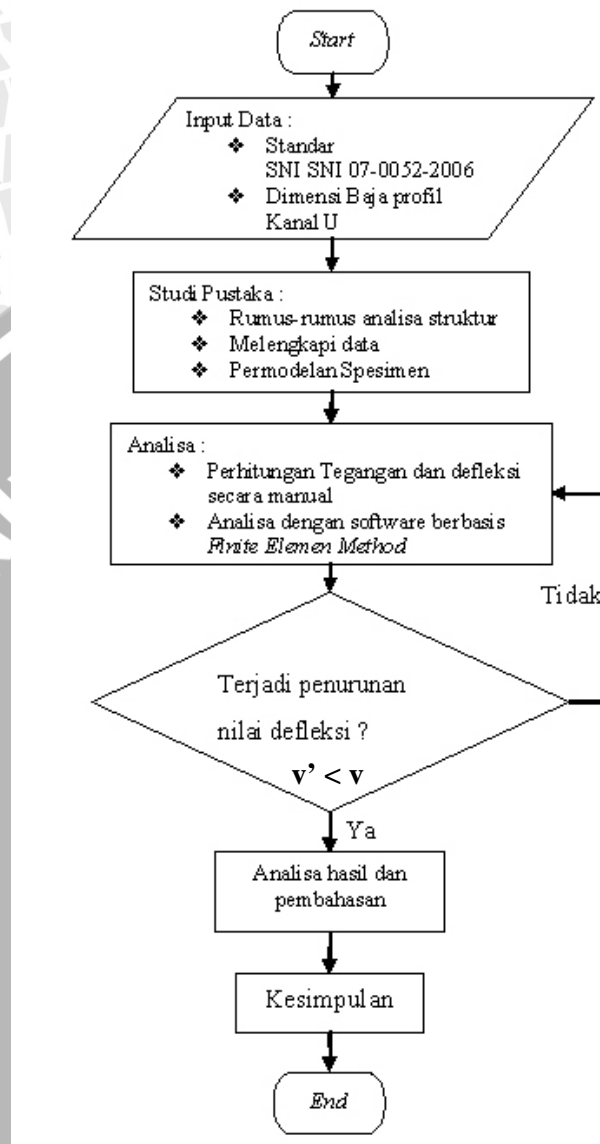 Start
Input Data :
❖ Standar
SNI SNI 07-0052-2006
❖ Dimensi Baja profil
Kanal U
Studi Pustaka :
❖ Rumus-rumus analisa struktur
❖ Melengkapi data
❖ Permodelan Spesimen
Analisa :
❖ Perhitungan Tegangan dan defleksi
secara manual
❖ Analisa dengan software berbasis
Finite Elemen Method
Tidak
Terjadi penurunan
nilai defleksi ?
v’ < v
Ya
Analisa hasil dan
pembahasan
Kesimpulan
End